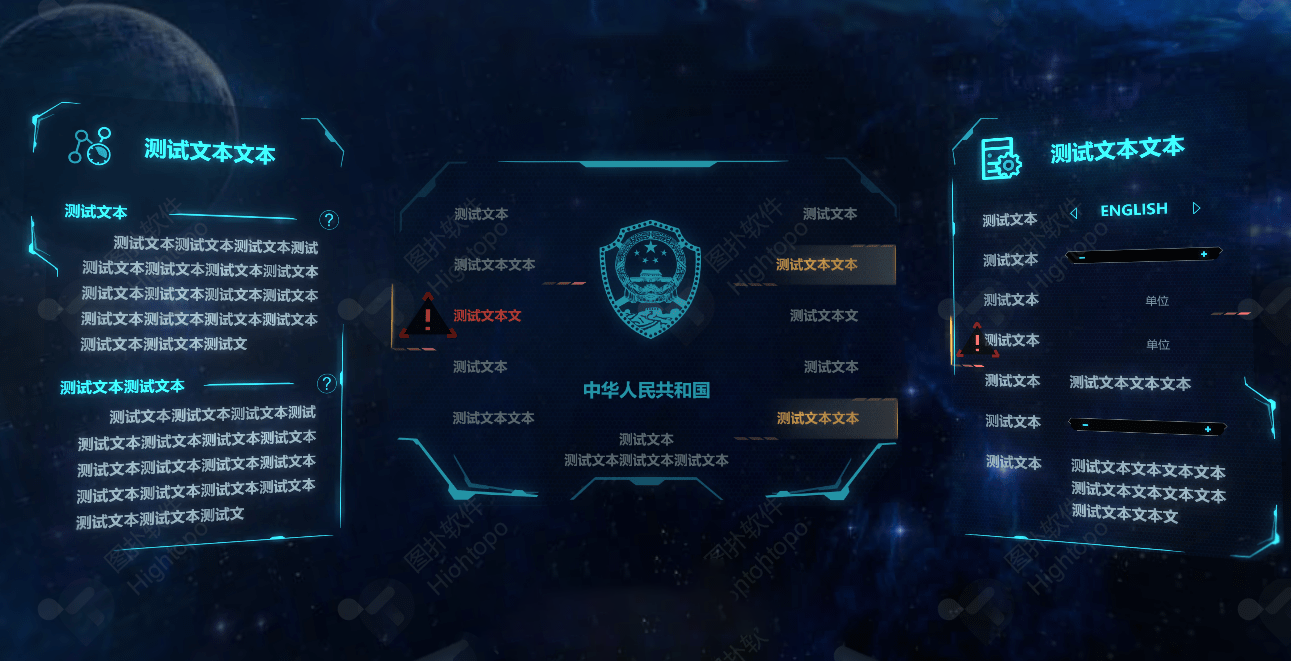 测试文本文本
测试文本
?
测试文本测试文本测试文本测试
测试文本测试文本测试文本测试文本
测试文本测试文本测试文本测试文本
测试文本测试文本测试文本测试文本
测试文本测试文本测试文
测试文本测试文本
?
测试文本测试文本测试文本测试
测试文本测试文本测试文本测试文本
测试文本测试文本测试文本测试文本
测试文本测试文本测试文本测试文本
测试文本测试文本测试文
测试文本
测试文本文本
测试文本文
测试文本
测试文本文本
中华人民共和国
测试文本
测试文本测试文本测试文本
测试文本
测试文本文本
测试文本
测试文本
测试文本文本
测试文本文本
测试文本
ENGLISH
测试文本
测试文本
单位
测试文本
单位
测试文本
测试文本文本文本
测试文本
测试文本
测试文本文本文本文本
测试文本文本文本文本
测试文本文本文
图扑软件
Hightopo